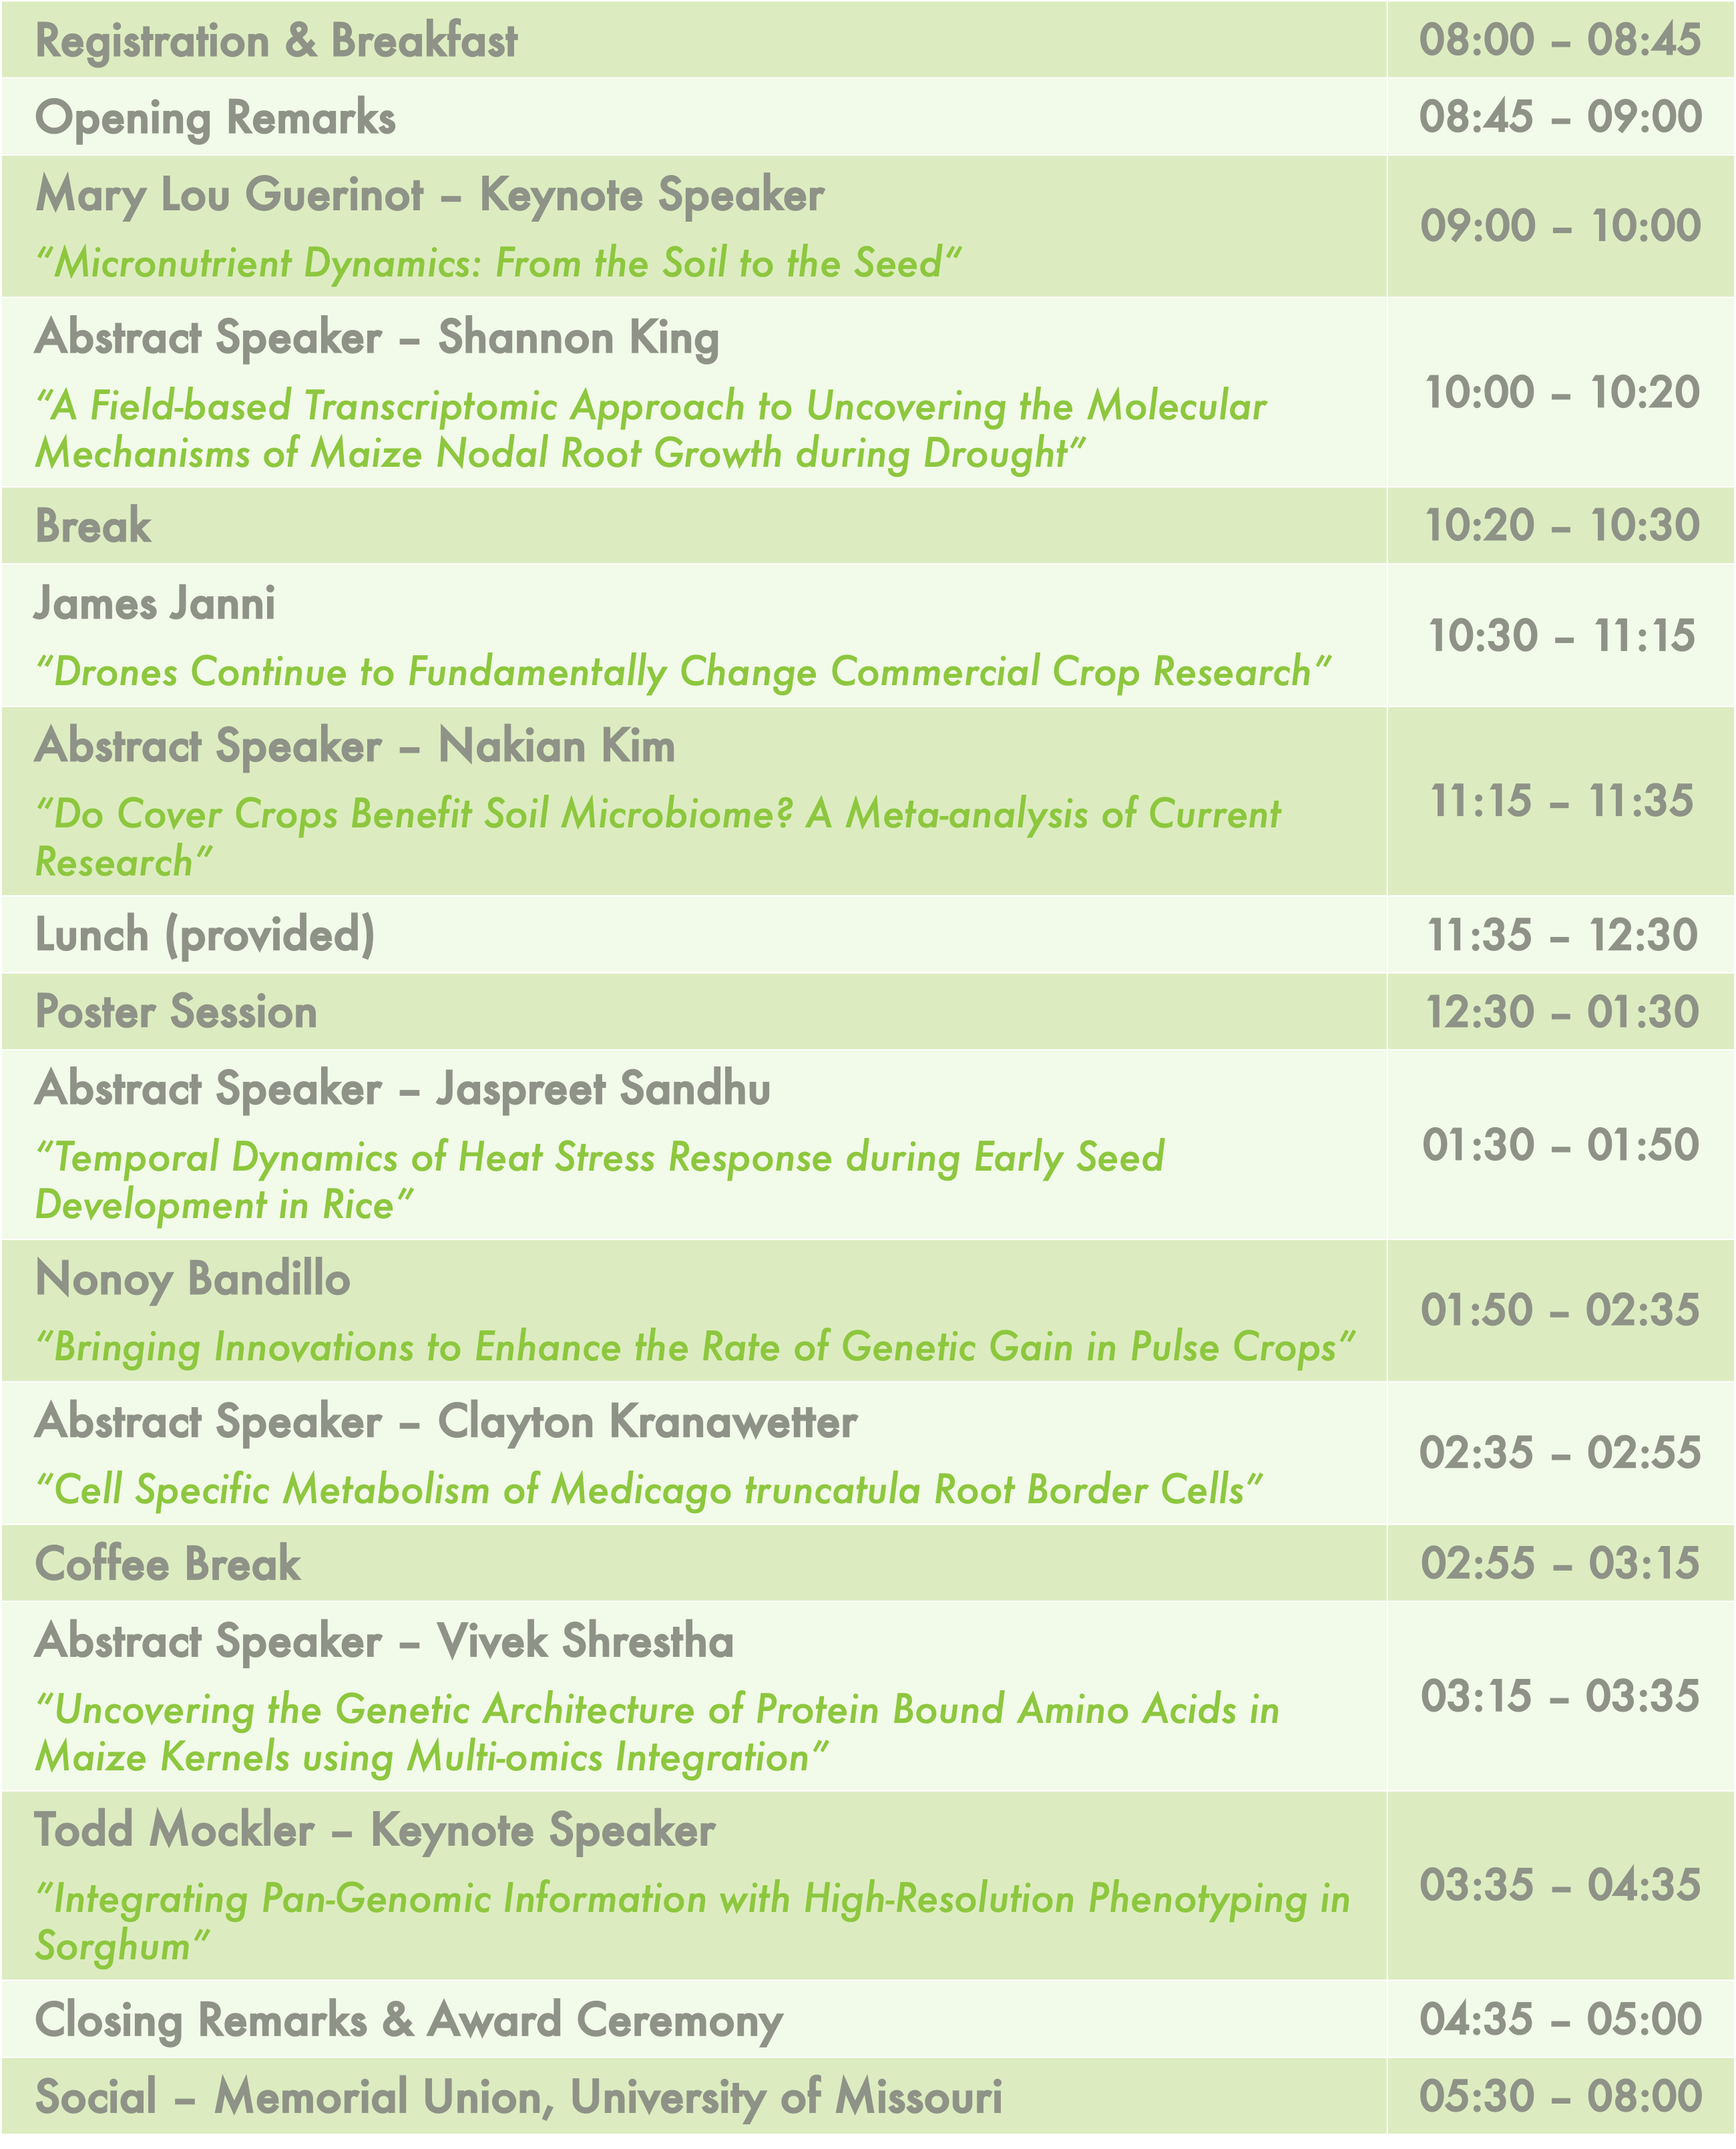 Registration & Breakfast 08:00 – 08:45
Opening Remarks 08:45 – 09:00
Mary Lou Guerinot – Keynote Speaker
“Micronutrient Dynamics: From the Soil to the Seed“
09:00 – 10:00
Abstract Speaker – Shannon King
“A Field-based Transcriptomic Approach to Uncovering the Molecular
Mechanisms of Maize Nodal Root Growth during Drought”
10:00 – 10:20
Break 10:20 – 10:30
James Janni
“Drones Continue to Fundamentally Change Commercial Crop Research”
10:30 – 11:15
Abstract Speaker – Nakian Kim
“Do Cover Crops Benefit Soil Microbiome? A Meta-analysis of Current
Research”
11:15 – 11:35
Lunch (provided) 11:35 – 12:30
Poster Session 12:30 – 01:30
Abstract Speaker – Jaspreet Sandhu
“Temporal Dynamics of Heat Stress Response during Early Seed
Development in Rice”
01:30 – 01:50
Nonoy Bandillo
“Bringing Innovations to Enhance the Rate of Genetic Gain in Pulse Crops”
01:50 – 02:35
Abstract Speaker – Clayton Kranawetter
“Cell Specific Metabolism of Medicago truncatula Root Border Cells”
02:35 – 02:55
Coffee Break 02:55 – 03:15
Abstract Speaker – Vivek Shrestha
“Uncovering the Genetic Architecture of Protein Bound Amino Acids in
Maize Kernels using Multi-omics Integration”
03:15 – 03:35
Todd Mockler – Keynote Speaker
“Integrating Pan-Genomic Information with High-Resolution Phenotyping in
Sorghum”
03:35 – 04:35
Closing Remarks & Award Ceremony 04:35 – 05:00
Social – Memorial Union, University of Missouri 05:30 – 08:00